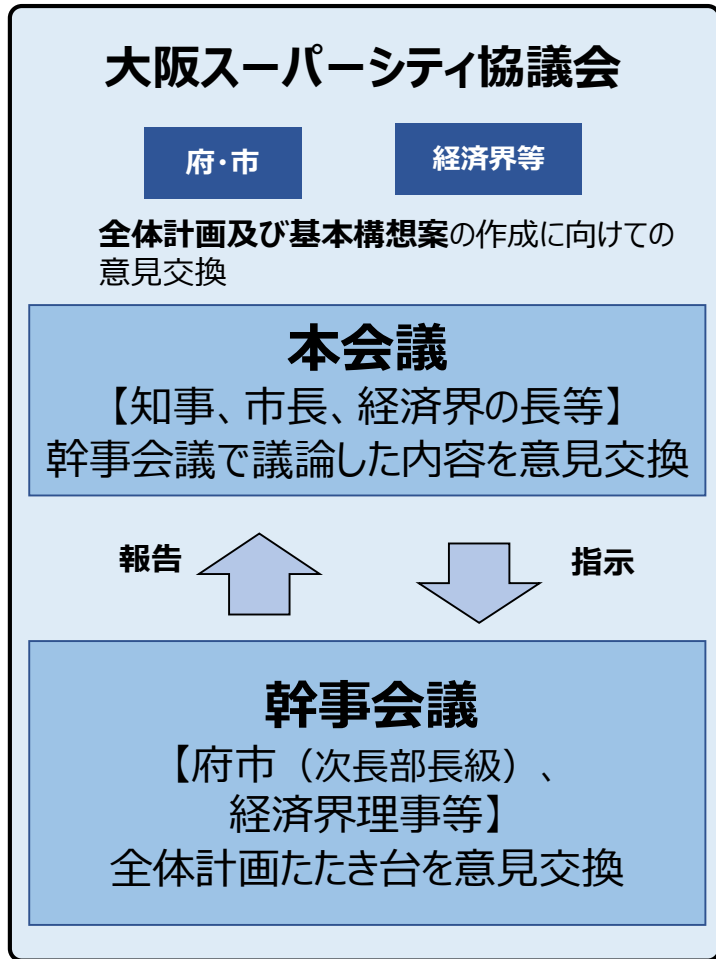 大阪スーパーシティ協議会
府・市
経済界等
全体計画及び基本構想案の作成に向けての
意見交換
本会議
【知事、市長、経済界の長等】
幹事会議で議論した内容を意見交換
報告
指示
幹事会議
【府市（次長部長級）、
経済界理事等】
全体計画たたき台を意見交換